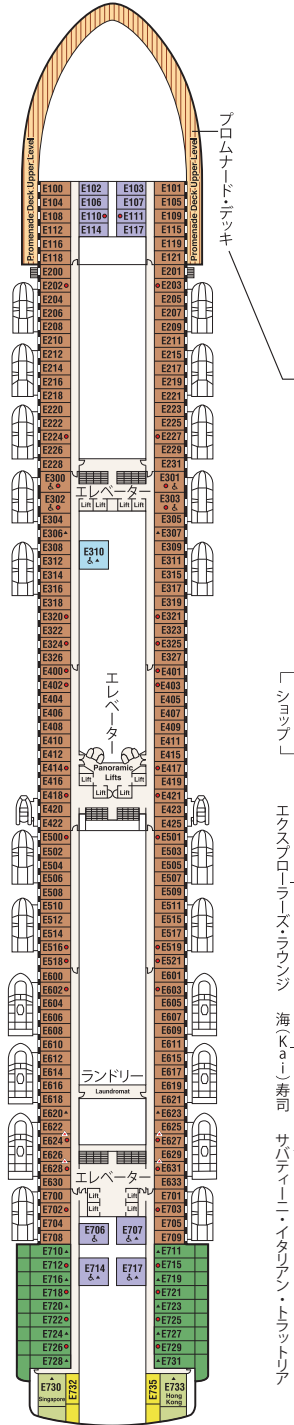 プロムナード・デッキ
Promenade Deck Upper Level
Promenade Deck Upper Level
E100 E102 E103 E101
E104 E106 E107 E105
E108 E110 E111 E109
E112 E114 E117 E115
E116 E119
E118 E121
E200 E201
E202 E203
E204 E205
E206 E207
E208 E209
E210 E211
E212 E215
E214 E217
E216 E219
E218 E221
E220 E223
E222 E225
E224 E227
E226 E229
E228 E231
E300 E301
エレベーター
E302 Lift Lift Lift Lift E303
E304 E305
E306 E307
E308 E309
E310
E312 E311
E314 E315
E316 E317
E318 E319
E320 E321
E322 E323
E324 E325
E326 E327
E400 E401
E402 E403
E404 E405
E406 E407
E408 E409
E410 E411
E412 E415
エレベーター
E414 E417
Panoramic
Lifts
E416 Lift Lift E419
E418 Lift Lift E421
E420 E423
E422 E425
E500 E501
E502 E503
E504 E505
E506 E507
E508 E509
E510 E511
E512 E515
E514 E517
E516 E519
E518 E521
E600 E601
E602 E603
E604 E605
E606 E607
E608 E609
E610 E611
E612 E615
E614 E617
ランドリー
E616 E619
E618 Laundromat E621
E620 E623
E622 E625
E624 E627
E626 E629
E628 E631
エレベーター
E630 E633
E700 Lift Lift E701
E702 Lift Lift E703
E704 E706 E707 E705
E708 E709
E710 E711
E712 E714 E717 E715
E716 E719
E718 E721
E720 E723
E722 E725
E724 E727
E726 E729
E728 E731
E730 E732 E735 E733
Singapore Hong
Kong
「ショップ」
エクスプローラーズ・ラウンジ
海(Kai)寿司
サバティーニ・イタリアン・トラットリア